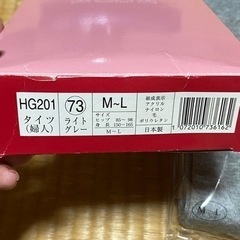 HG201
タイツ
(婦人)
73
ライト
グレー
M~L
サイズ
ヒップ 85~98
身長 150~165
M~L
組成表示
アクリル
ナイロン
毛
ポリウレタン
日本製
1072010736162
M-L